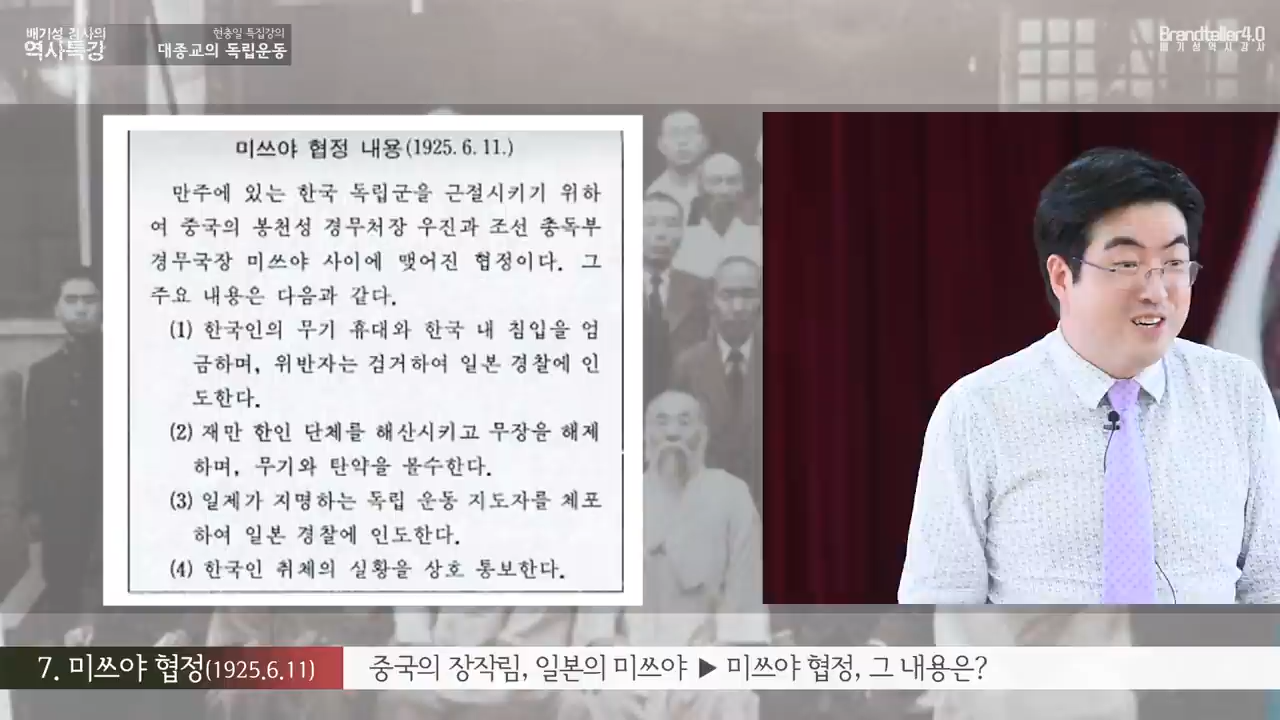 배기성 강사의
역사특강
현충일 특집강의
대종교의 독립운동
Brandteller4.0
배기성역사강사
미쓰야 협정 내용(1925. 6. 11.)
만주에 있는 한국 독립군을 근절시키기 위하
여 중국의 봉천성 경무처장 우진과 조선 총독부
경무국장 미쓰야 사이에 맺어진 협정이다. 그
주요 내용은 다음과 같다.
(1) 한국인의 무기 휴대와 한국 내 침입을 엄
금하며, 위반자는 검거하여 일본 경찰에 인
도한다.
(2) 재만 한인 단체를 해산시키고 무장을 해제
하며, 무기와 탄약을 몰수한다.
(3) 일제가 지명하는 독립 운동 지도자를 체포
하여 일본 경찰에 인도한다.
(4) 한국인 취체의 실황을 상호 통보한다.
7. 미쓰야 협정(1925.6.11)
중국의 장작림, 일본의 미쓰야 ▶ 미쓰야 협정, 그 내용은?